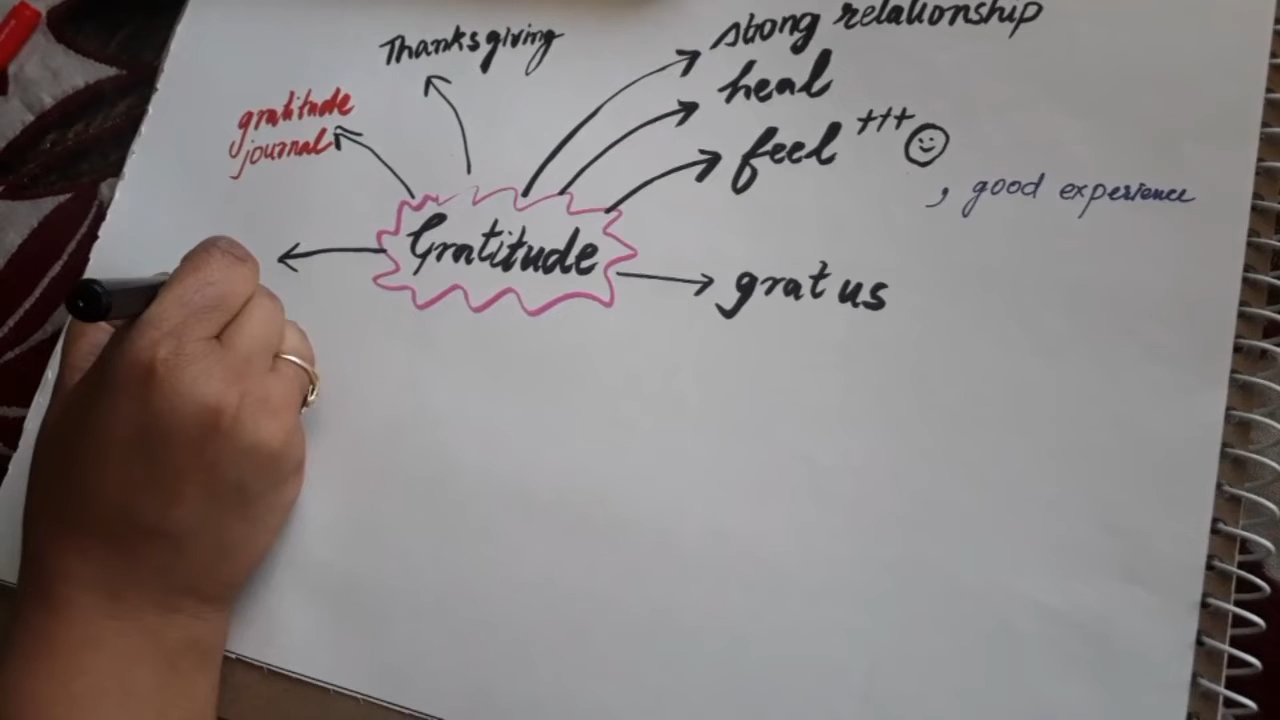 strong relationship
Thanksgiving
heal
gratitude
journal
feel +++
, good experience
Gratitude
grat us